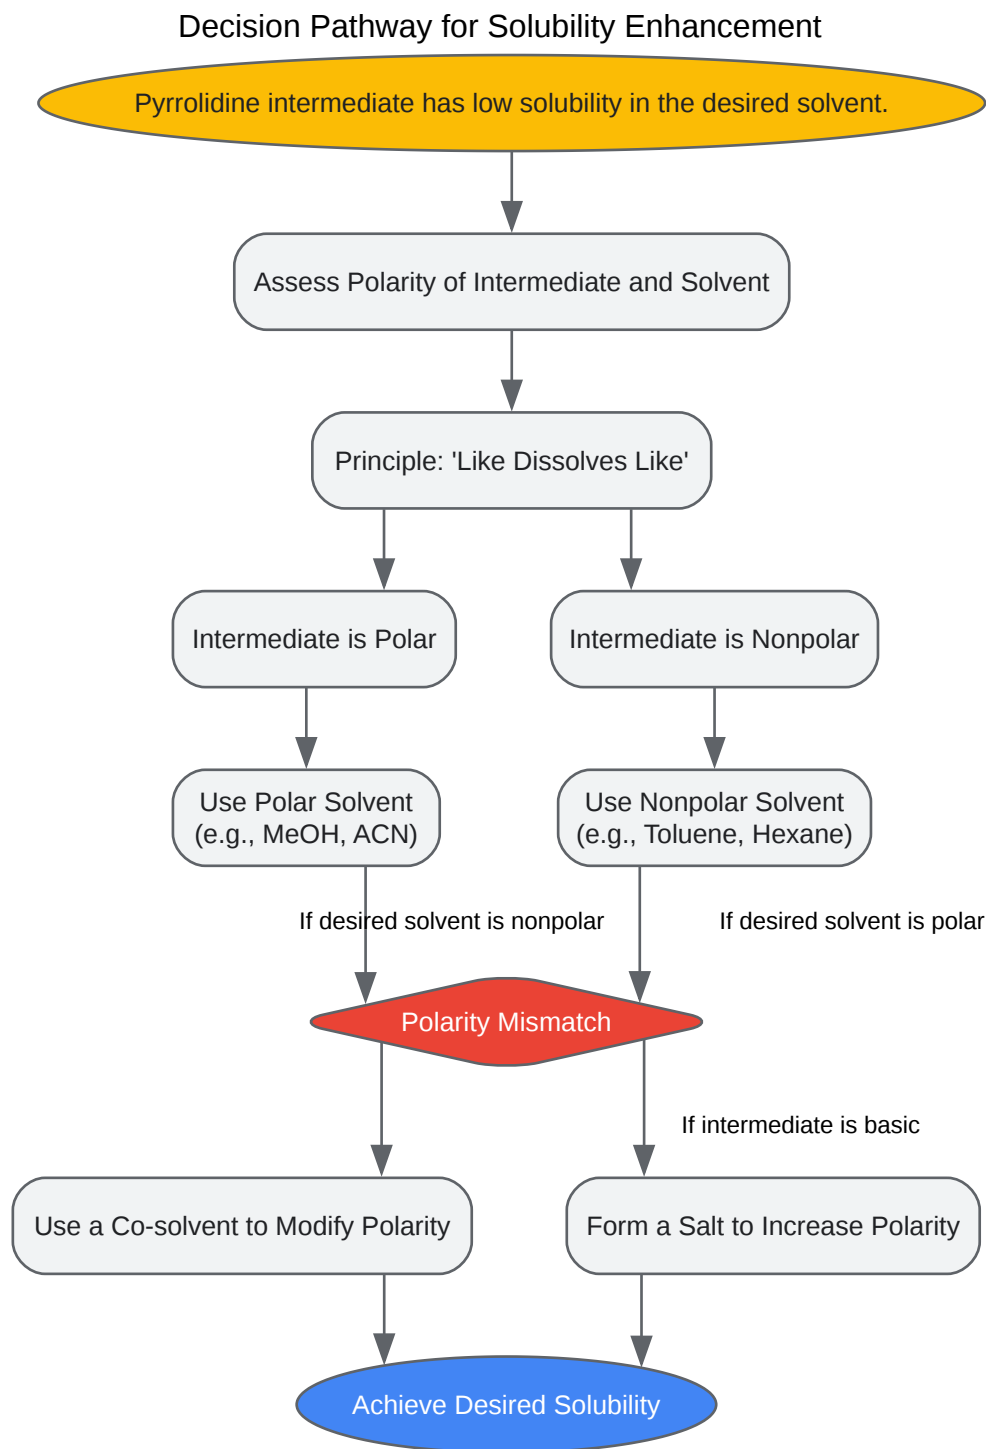 Decision Pathway for Solubility Enhancement
Pyrrolidine intermediate has low solubility in the desired solvent.
Assess Polarity of Intermediate and Solvent
Principle: 'Like Dissolves Like'
Intermediate is Polar
Intermediate is Nonpolar
Use Polar Solvent
(e.g., MeOH, ACN)
Use Nonpolar Solvent
(e.g., Toluene, Hexane)
If desired solvent is nonpolar
If desired solvent is polar
Polarity Mismatch
If intermediate is basic
Use a Co-solvent to Modify Polarity
Form a Salt to Increase Polarity
Achieve Desired Solubility